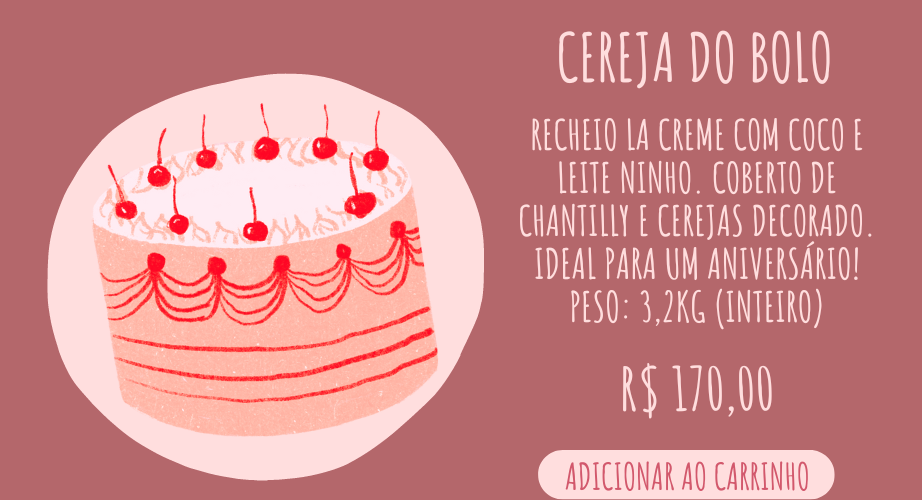 CEREJA DO BOLO
RECHEIO LA CREME COM COCO E
LEITE NINHO. COBERTO DE
CHANTILLY E CEREJAS DECORADO.
IDEAL PARA UM ANIVERSÁRIO!
PESO: 3,2KG (INTEIRO)
R$ 170,00
ADICIONAR AO CARRINHO